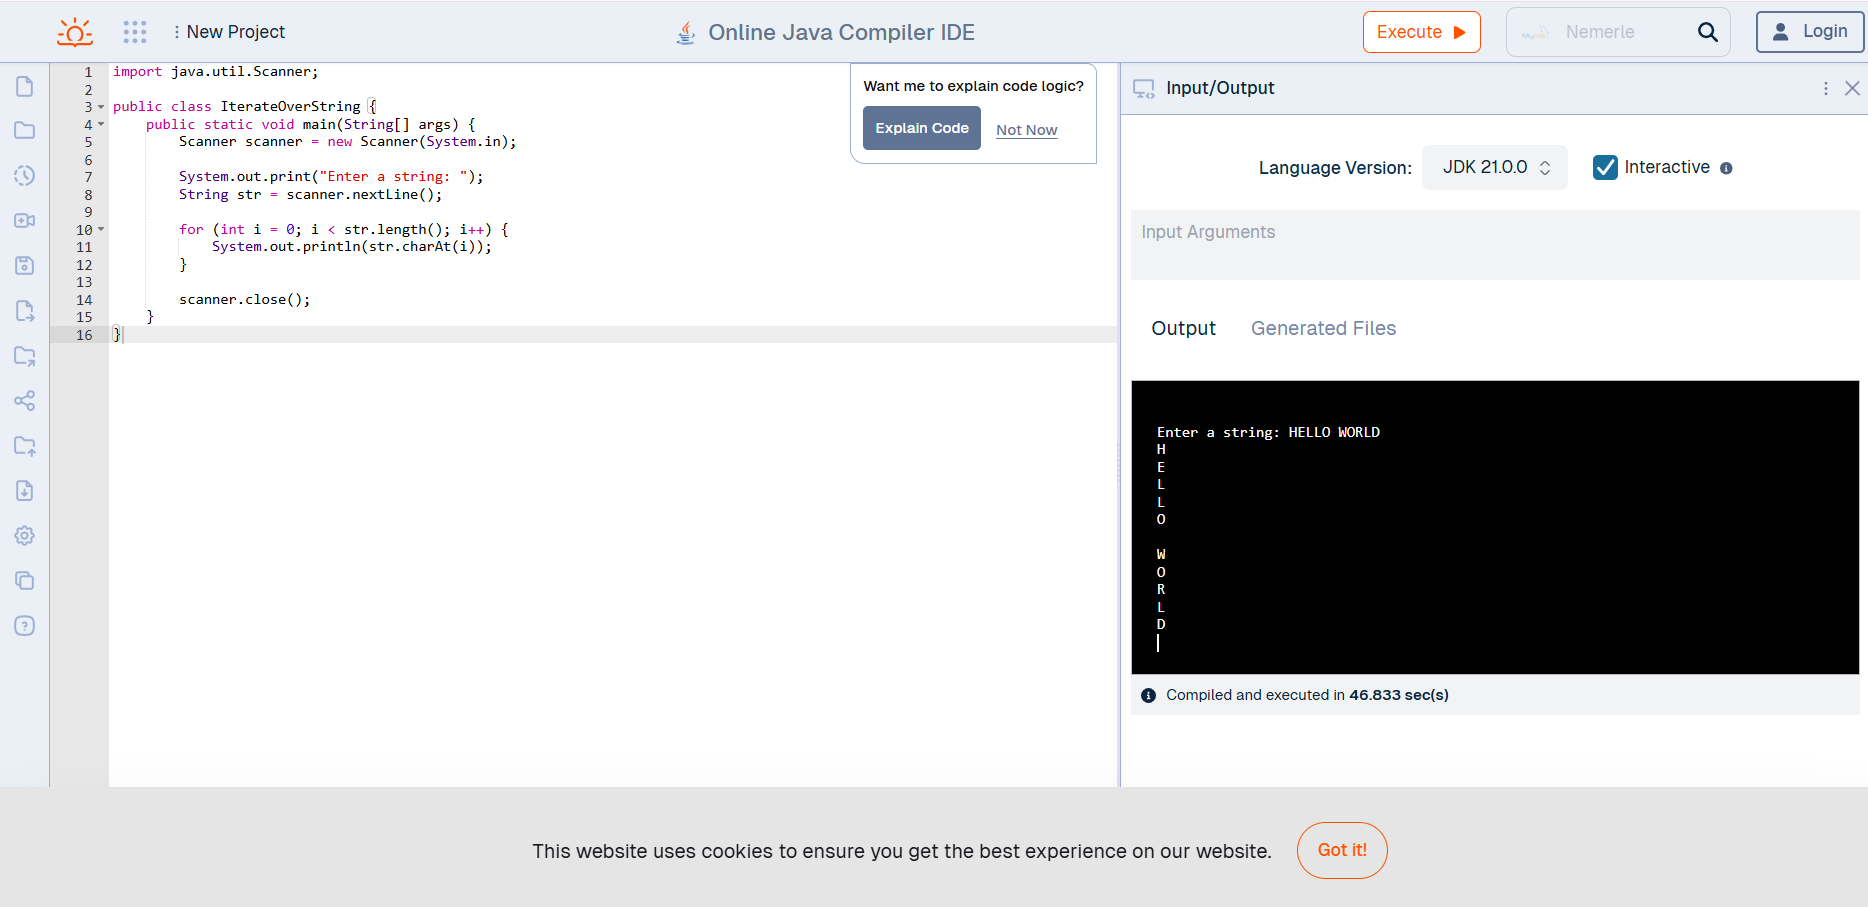 New Project
Online Java Compiler IDE
Execute
Nemerle
Login
1 import java.util.Scanner;
2
3 public class IterateOverString {
4     public static void main(String[] args) {
5         Scanner scanner = new Scanner(System.in);
6
7         System.out.print("Enter a string: ");
8         String str = scanner.nextLine();
9
10         for (int i = 0; i < str.length(); i++) {
11             System.out.println(str.charAt(i));
12         }
13
14         scanner.close();
15     }
16 }
Want me to explain code logic?
Explain Code Not Now
Input/Output
Language Version: JDK 21.0.0 Interactive
Input Arguments
Output Generated Files
Enter a string: HELLO WORLD
H
E
L
L
O
W
O
R
L
D
Compiled and executed in 46.833 sec(s)
This website uses cookies to ensure you get the best experience on our website. Got it!